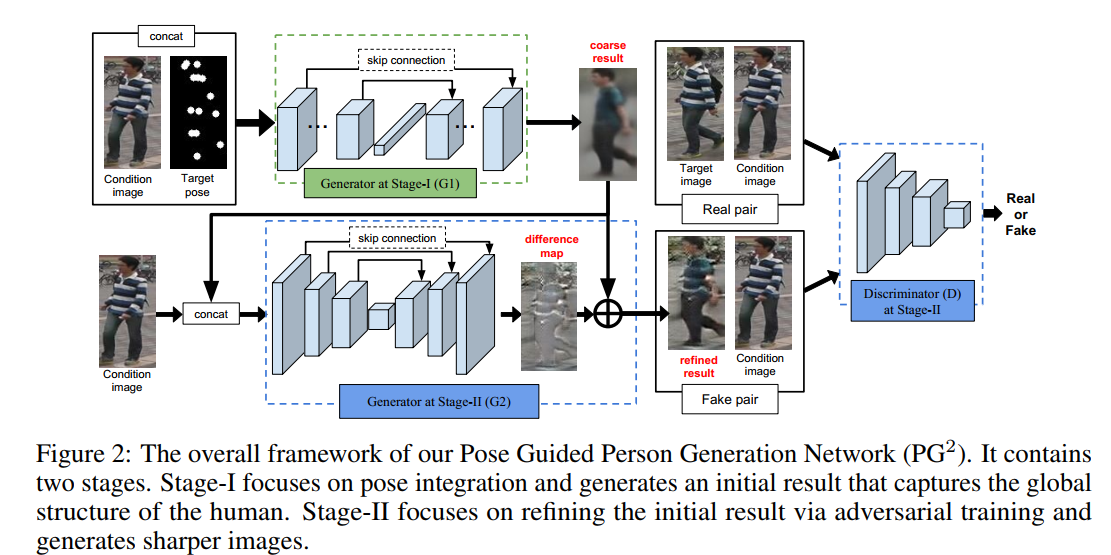 concat
Condition
image
Target
pose
skip connection
...
...
Generator at Stage-I (G1)
coarse
result
Target
image
Condition
image
Real pair
Condition
image
concat
skip connection
difference
map
Generator at Stage-II (G2)
refined
result
Condition
image
Fake pair
Discriminator (D)
at Stage-II
Real
or
Fake
Figure 2: The overall framework of our Pose Guided Person Generation Network (PG²). It contains
two stages. Stage-I focuses on pose integration and generates an initial result that captures the global
structure of the human. Stage-II focuses on refining the initial result via adversarial training and
generates sharper images.